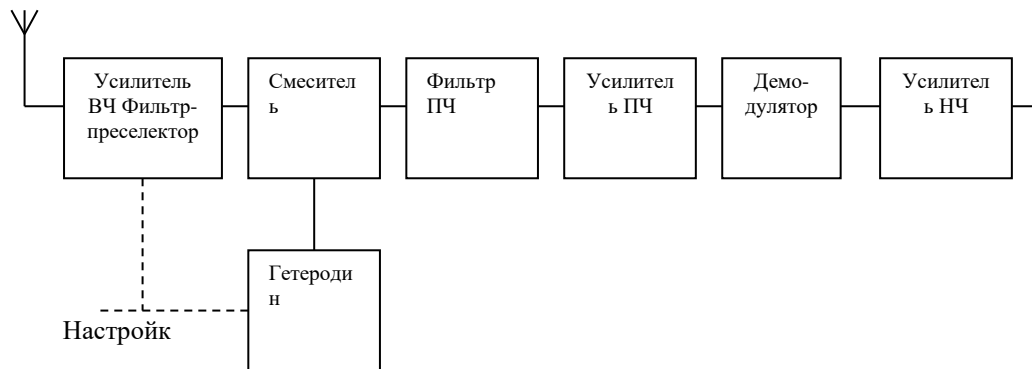 Усилитель
ВЧ Фильтр-
преселектор
Смесител
ь
Фильтр
ПЧ
Усилител
ь ПЧ
Демо-
дулятор
Усилител
ь НЧ
Гетероди
н
Настройк